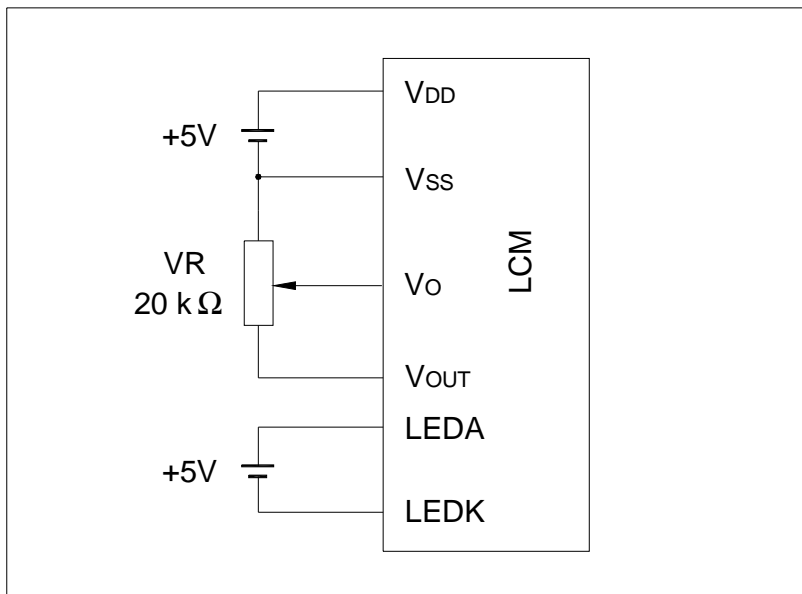 VDD
+5V
VSS
LCM
VR
20 kΩ
VO
VOUT
LEDA
+5V
LEDK